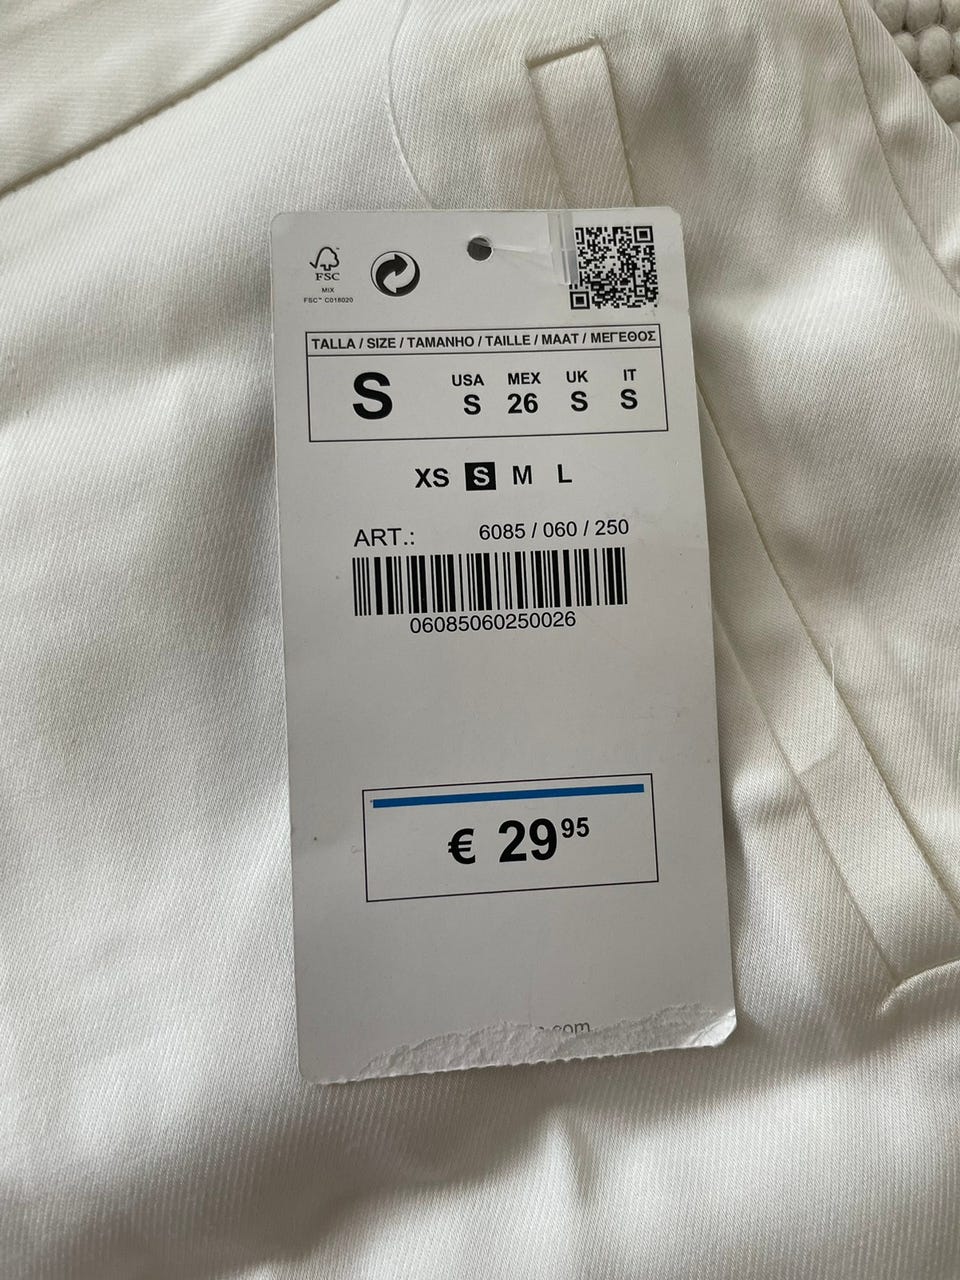 FSC
MIX
FSC™ C018020
TALLA / SIZE / TAMANHO / TAILLE / MAAT / ΜΕΓΕΘΟΣ
S
USA MEX UK IT
S 26 S S
XS S M L
ART.: 6085 / 060 / 250
06085060250026
€ 29 95
.com